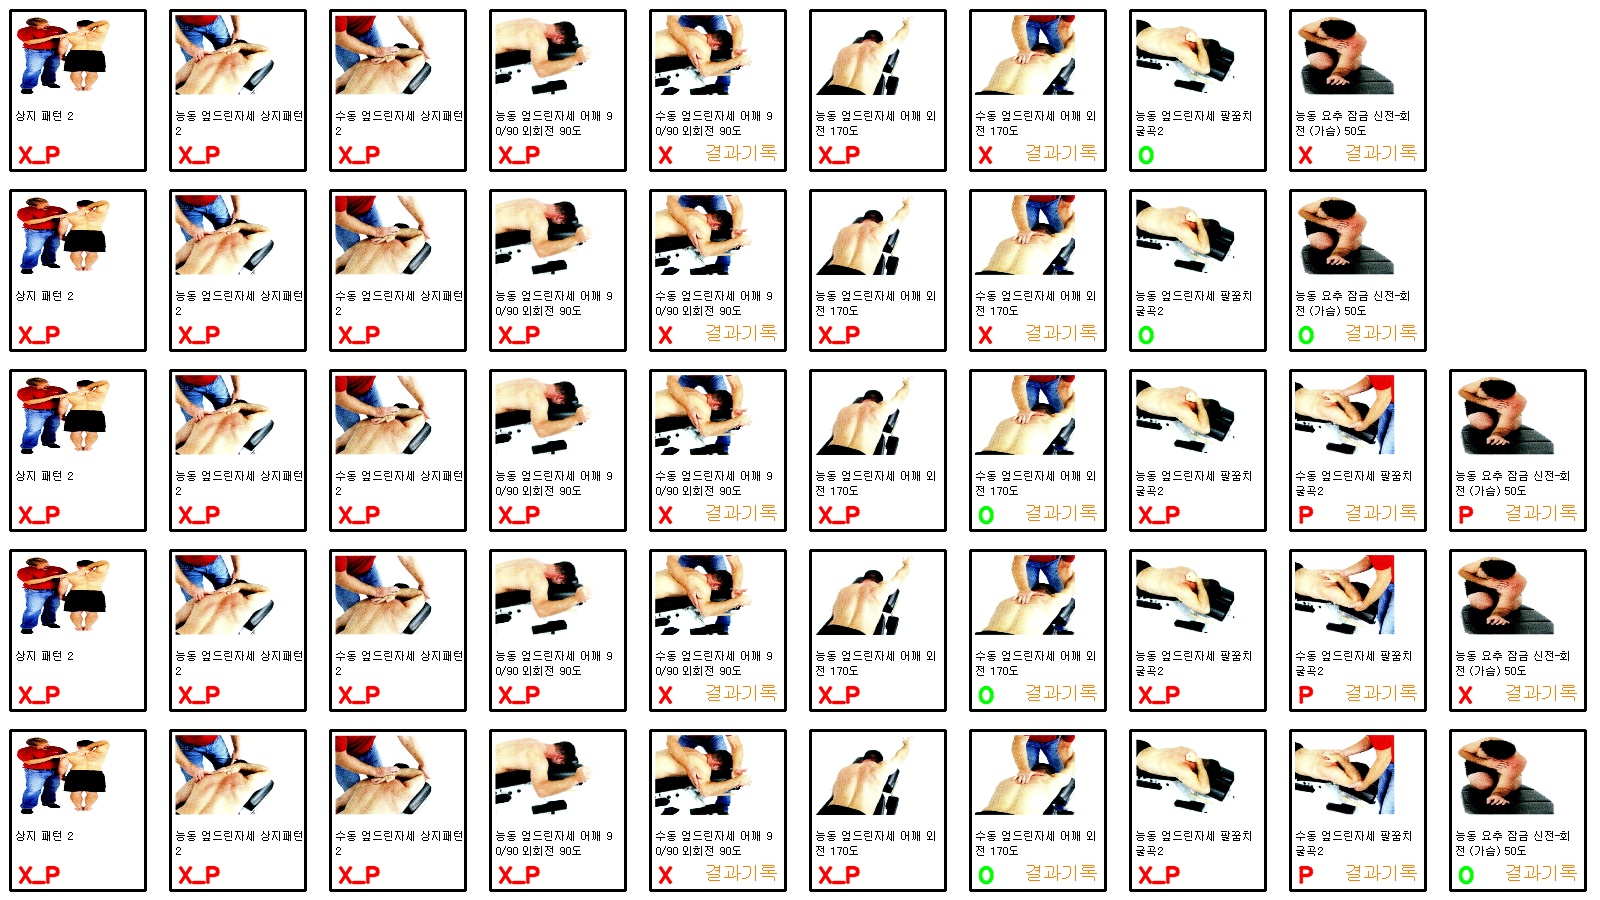 상지 패턴 2
X_P
능동 엎드린자세 상지패턴
2
X_P
수동 엎드린자세 상지패턴
2
X_P
능동 엎드린자세 어깨 9
0/90 외회전 90도
X_P
수동 엎드린자세 어깨 9
0/90 외회전 90도
X 결과기록
능동 엎드린자세 어깨 외
전 170도
X_P
수동 엎드린자세 어깨 외
전 170도
X 결과기록
능동 엎드린자세 팔꿈치
굴곡2
O
능동 요추 잠금 신전-회
전 (가슴) 50도
X 결과기록
상지 패턴 2
X_P
능동 엎드린자세 상지패턴
2
X_P
수동 엎드린자세 상지패턴
2
X_P
능동 엎드린자세 어깨 9
0/90 외회전 90도
X_P
수동 엎드린자세 어깨 9
0/90 외회전 90도
X 결과기록
능동 엎드린자세 어깨 외
전 170도
X_P
수동 엎드린자세 어깨 외
전 170도
X 결과기록
능동 엎드린자세 팔꿈치
굴곡2
O
능동 요추 잠금 신전-회
전 (가슴) 50도
O 결과기록
상지 패턴 2
X_P
능동 엎드린자세 상지패턴
2
X_P
수동 엎드린자세 상지패턴
2
X_P
능동 엎드린자세 어깨 9
0/90 외회전 90도
X_P
수동 엎드린자세 어깨 9
0/90 외회전 90도
X 결과기록
능동 엎드린자세 어깨 외
전 170도
X_P
수동 엎드린자세 어깨 외
전 170도
O 결과기록
능동 엎드린자세 팔꿈치
굴곡2
X_P
수동 엎드린자세 팔꿈치
굴곡2
P 결과기록
능동 요추 잠금 신전-회
전 (가슴) 50도
P 결과기록
상지 패턴 2
X_P
능동 엎드린자세 상지패턴
2
X_P
수동 엎드린자세 상지패턴
2
X_P
능동 엎드린자세 어깨 9
0/90 외회전 90도
X_P
수동 엎드린자세 어깨 9
0/90 외회전 90도
X 결과기록
능동 엎드린자세 어깨 외
전 170도
X_P
수동 엎드린자세 어깨 외
전 170도
O 결과기록
능동 엎드린자세 팔꿈치
굴곡2
X_P
수동 엎드린자세 팔꿈치
굴곡2
P 결과기록
능동 요추 잠금 신전-회
전 (가슴) 50도
X 결과기록
상지 패턴 2
X_P
능동 엎드린자세 상지패턴
2
X_P
수동 엎드린자세 상지패턴
2
X_P
능동 엎드린자세 어깨 9
0/90 외회전 90도
X_P
수동 엎드린자세 어깨 9
0/90 외회전 90도
X 결과기록
능동 엎드린자세 어깨 외
전 170도
X_P
수동 엎드린자세 어깨 외
전 170도
O 결과기록
능동 엎드린자세 팔꿈치
굴곡2
X_P
수동 엎드린자세 팔꿈치
굴곡2
P 결과기록
능동 요추 잠금 신전-회
전 (가슴) 50도
O 결과기록